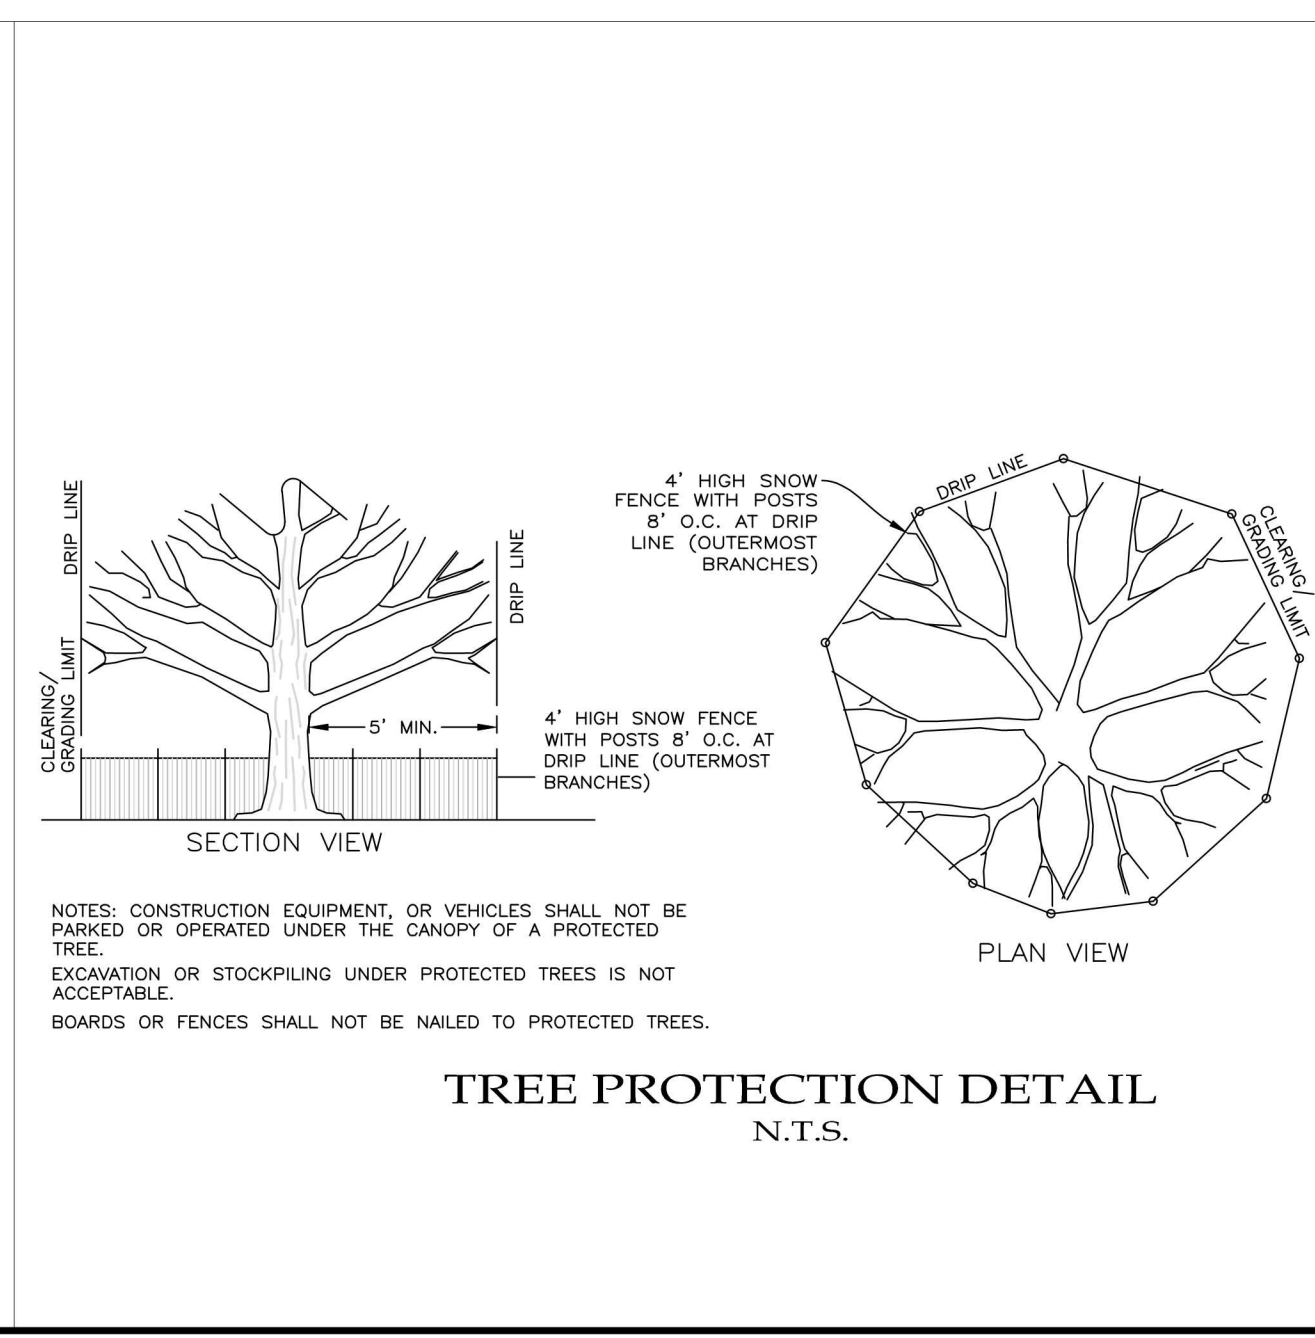 DRIP LINE
CLEARING/
GRADING LIMIT
DRIP LINE
5' MIN.
4' HIGH SNOW FENCE
WITH POSTS 8' O.C. AT
DRIP LINE (OUTERMOST
BRANCHES)
SECTION VIEW
4' HIGH SNOW
FENCE WITH POSTS
8' O.C. AT DRIP
LINE (OUTERMOST
BRANCHES)
DRIP LINE
CLEARING/
GRADING LIMIT
PLAN VIEW
NOTES: CONSTRUCTION EQUIPMENT, OR VEHICLES SHALL NOT BE
PARKED OR OPERATED UNDER THE CANOPY OF A PROTECTED
TREE.
EXCAVATION OR STOCKPILING UNDER PROTECTED TREES IS NOT
ACCEPTABLE.
BOARDS OR FENCES SHALL NOT BE NAILED TO PROTECTED TREES.
TREE PROTECTION DETAIL
N.T.S.